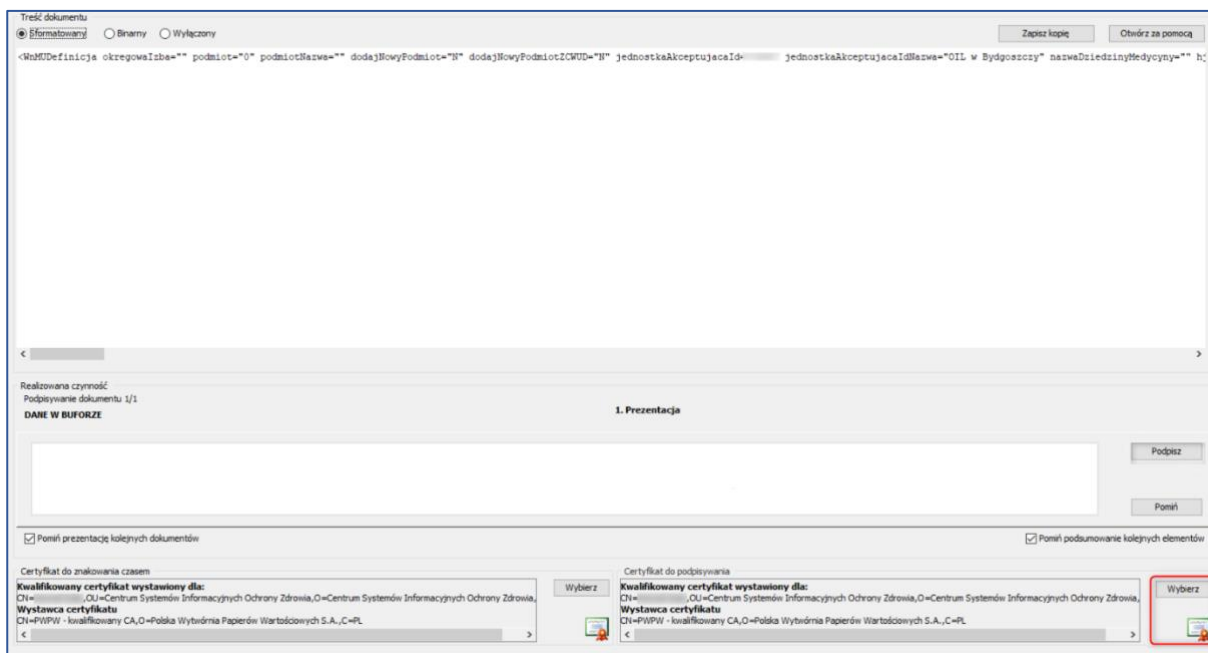 Treść dokumentu
Sformatowany Binarny Wyłączony Zapisz kopię Otwórz za pomocą
<WnMUDefinicja okregowaIzba="" podmiot="0" podmiotNazwa="" dodajNowyPodmiot="N" dodajNowyPodmiotZCWUD="N" jednostkaAkceptujacaId= jednostkaAkceptujacaIdNazwa="OIL w Bydgoszczy" nazwaDziedzinyMedycyny="" hj
Realizowana czynność
Podpisywanie dokumentu 1/1
DANE W BUFORZE 1. Prezentacja
Podpisz
Pomiń
Pomiń prezentację kolejnych dokumentów Pomiń podsumowanie kolejnych elementów
Certyfikat do znakowania czasem
Kwalifikowany certyfikat wystawiony dla: Wybierz
CN= ,OU=Centrum Systemów Informacyjnych Ochrony Zdrowia,O=Centrum Systemów Informacyjnych Ochrony Zdrowia,
Wystawca certyfikatu
CN=PWPW - kwalifikowany CA,O=Polska Wytwórnia Papierów Wartościowych S.A.,C=PL
Certyfikat do podpisywania
Kwalifikowany certyfikat wystawiony dla: Wybierz
CN= ,OU=Centrum Systemów Informacyjnych Ochrony Zdrowia,O=Centrum Systemów Informacyjnych Ochrony Zdrowia,
Wystawca certyfikatu
CN=PWPW - kwalifikowany CA,O=Polska Wytwórnia Papierów Wartościowych S.A.,C=PL